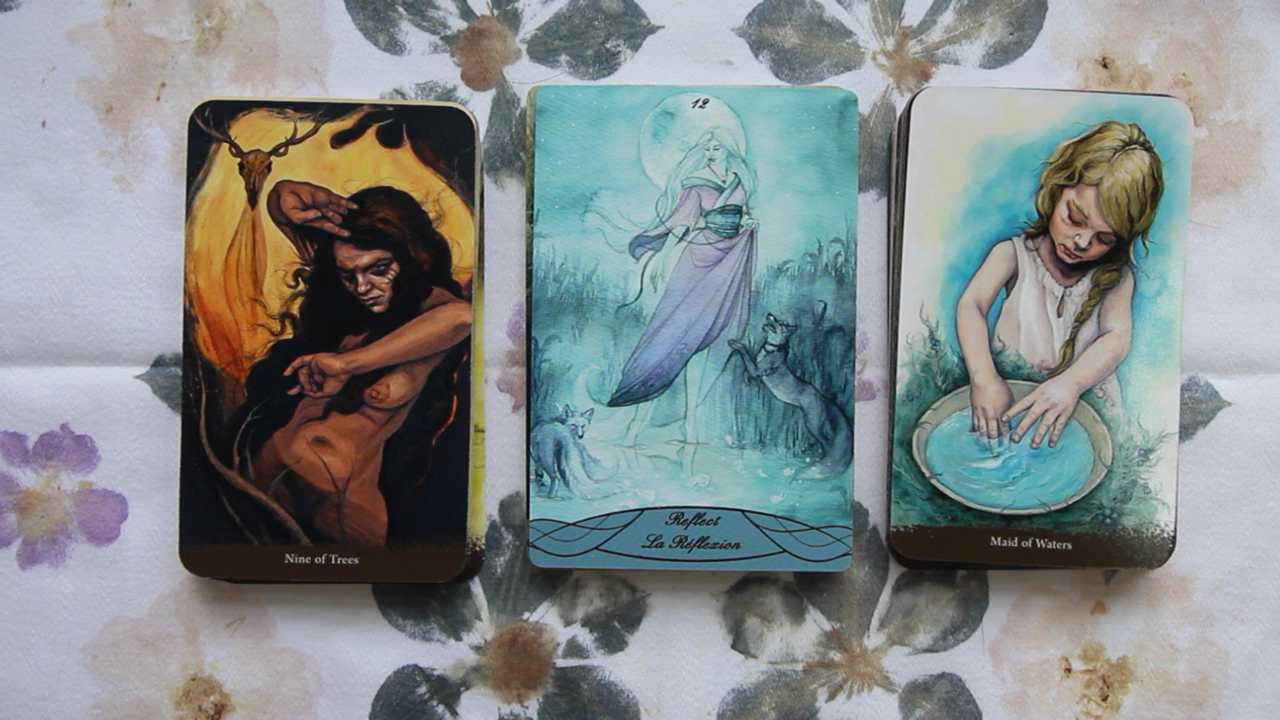 Nine of Trees
12
Reflect
La Réflexion
Maid of Waters